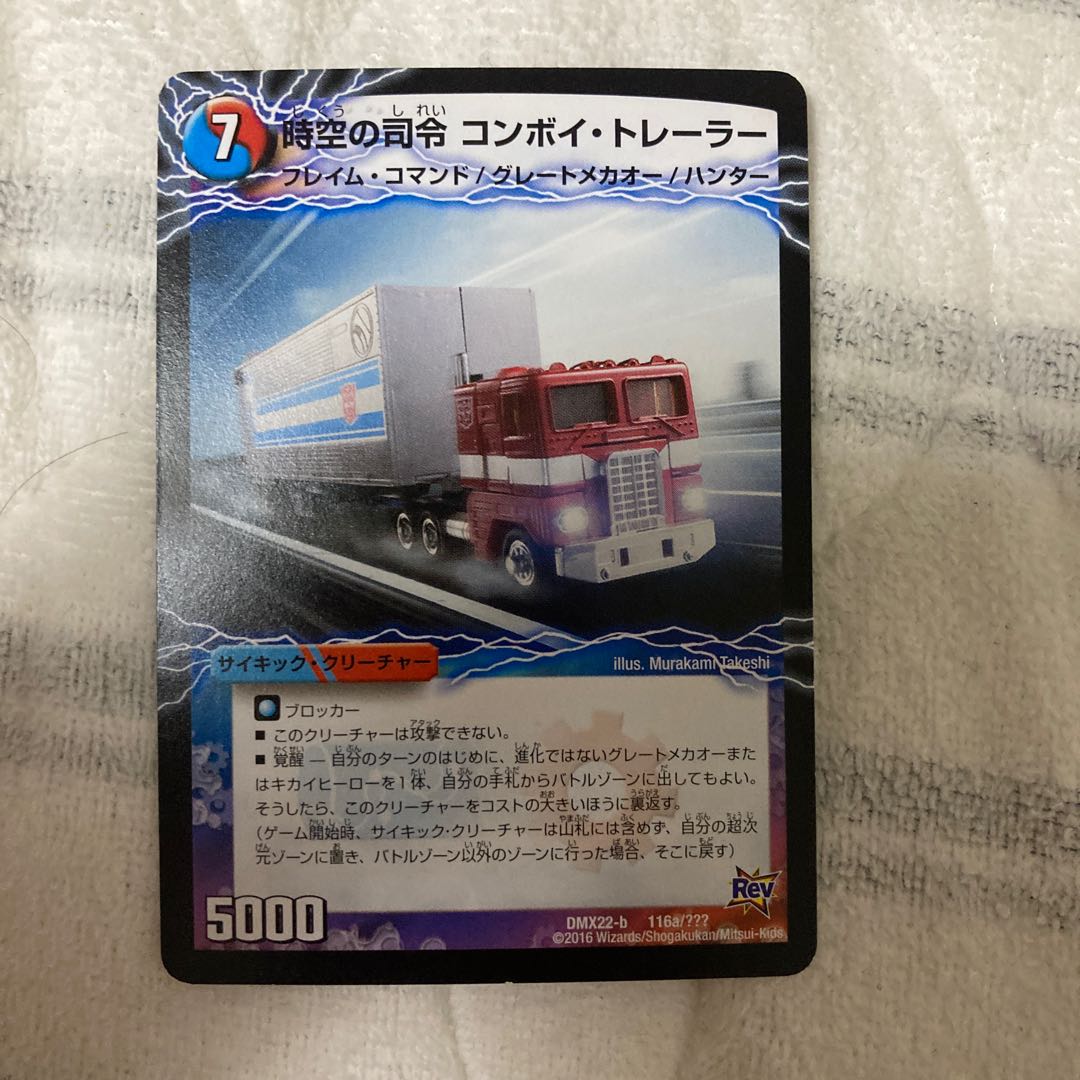 7
時空の司令 コンボイ・トレーラー
フレイム・コマンド / グレートメカオー / ハンター
サイキック・クリーチャー
illus. Murakami Takeshi
ブロッカー
■ このクリーチャーは攻撃できない。
■ 覚醒 — 自分のターンのはじめに、進化ではないグレートメカオーまた
はキカイヒーローを1体、自分の手札からバトルゾーンに出してもよい。
そうしたら、このクリーチャーをコストの大きいほうに裏返す。
(ゲーム開始時、サイキック・クリーチャーは山札には含めず、自分の超次
元ゾーンに置き、バトルゾーン以外のゾーンに行った場合、そこに戻す)
Rev
5000
DMX22-b 116a/???
©2016 Wizards/Shogakukan/Mitsui-Kids